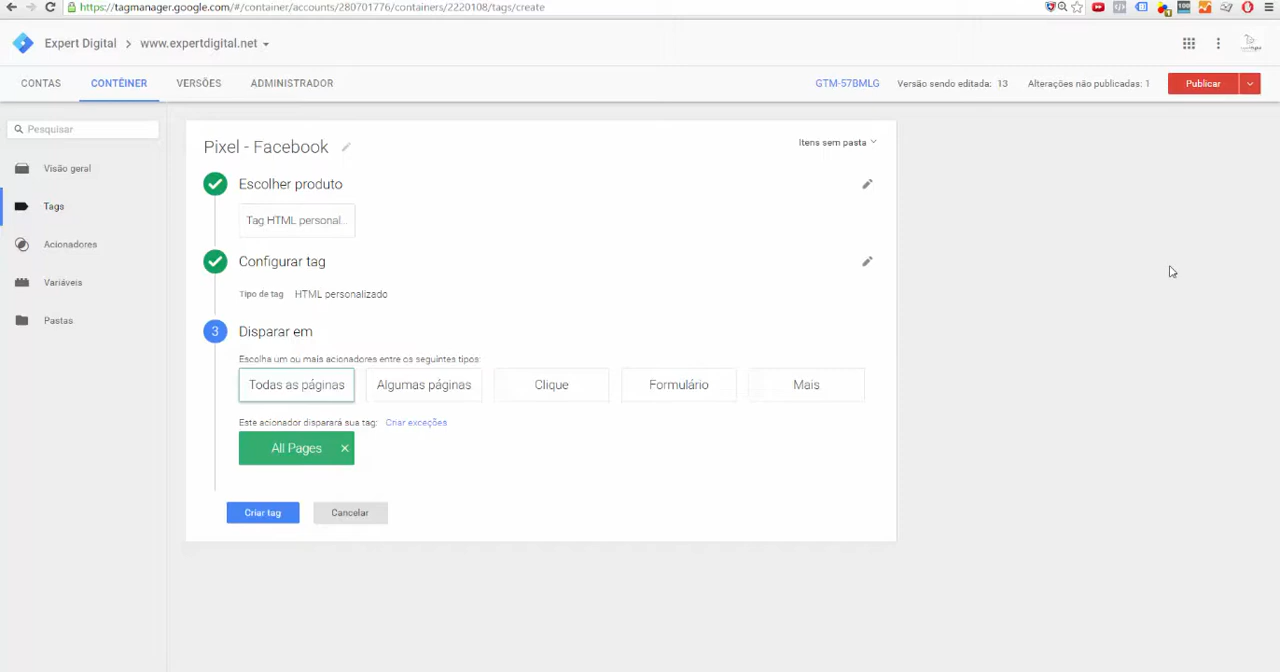 https://tagmanager.google.com/#/container/accounts/280701776/containers/2220108/tags/create
Expert Digital > www.expertdigital.net
CONTAS CONTÊINER VERSÕES ADMINISTRADOR GTM-57BMLG Versão sendo editada: 13 Alterações não publicadas: 1 Publicar
Pesquisar
Visão geral
Tags
Acionadores
Variáveis
Pastas
Pixel - Facebook Itens sem pasta
Escolher produto
Tag HTML personal...
Configurar tag
Tipo de tag HTML personalizado
3 Disparar em
Escolha um ou mais acionadores entre os seguintes tipos:
Todas as páginas Algumas páginas Clique Formulário Mais
Este acionador disparará sua tag: Criar exceções
All Pages ×
Criar tag Cancelar